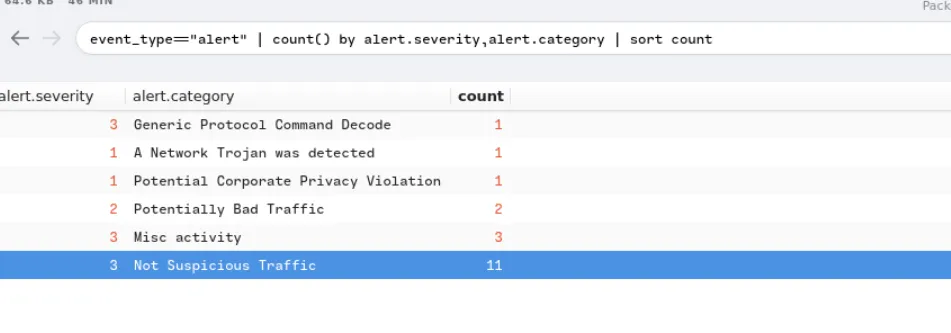 64.6 KB 46 MIN
Pack
event_type=="alert" | count() by alert.severity,alert.category | sort count
alert.severity alert.category count
3 Generic Protocol Command Decode 1
1 A Network Trojan was detected 1
1 Potential Corporate Privacy Violation 1
2 Potentially Bad Traffic 2
3 Misc activity 3
3 Not Suspicious Traffic 11